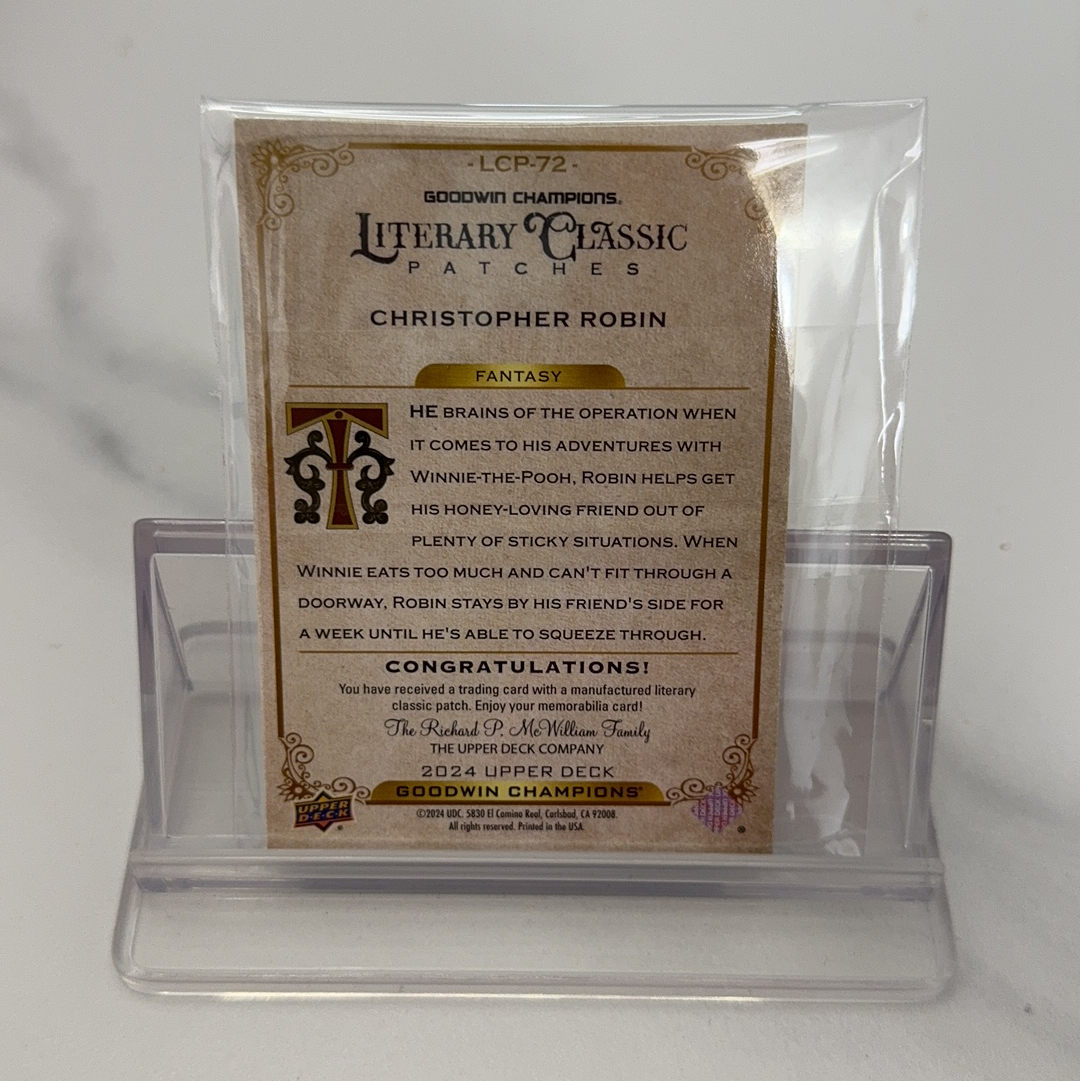 - LCP-72 -
GOODWIN CHAMPIONS®
LITERARY CLASSIC
PATCHES
CHRISTOPHER ROBIN
FANTASY
THE BRAINS OF THE OPERATION WHEN
IT COMES TO HIS ADVENTURES WITH
WINNIE-THE-POOH, ROBIN HELPS GET
HIS HONEY-LOVING FRIEND OUT OF
PLENTY OF STICKY SITUATIONS. WHEN
WINNIE EATS TOO MUCH AND CAN'T FIT THROUGH A
DOORWAY, ROBIN STAYS BY HIS FRIEND'S SIDE FOR
A WEEK UNTIL HE'S ABLE TO SQUEEZE THROUGH.
CONGRATULATIONS!
You have received a trading card with a manufactured literary
classic patch. Enjoy your memorabilia card!
The Richard P. McWilliam Family
THE UPPER DECK COMPANY
2024 UPPER DECK
GOODWIN CHAMPIONS®
UPPER
DECK®
©2024 UDC. 5830 El Camino Real, Carlsbad, CA 92008.
All rights reserved. Printed in the USA.